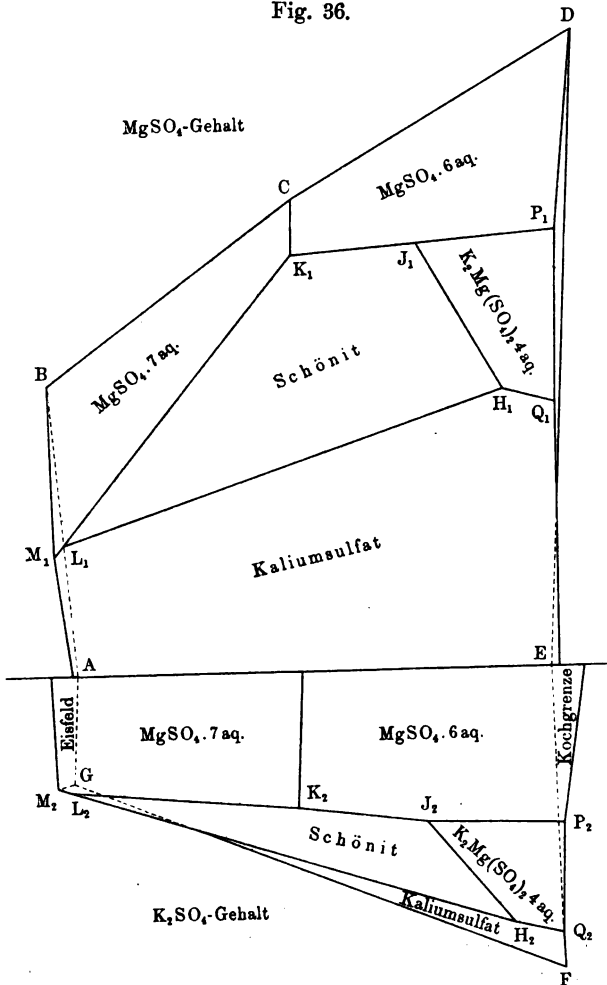 Fig. 36.
D
MgSO₄-Gehalt
MgSO₄.6aq.
C
P₁
K₁
J₁
K₂Mg(SO₄)₂4aq.
B
MgSO₄.7aq.
Schönit
H₁
Q₁
M₁
L₁
Kaliumsulfat
A
E
Eisfeld
MgSO₄.7aq.
MgSO₄.6aq.
Kochgrenze
G
M₂
L₂
K₂
J₂
P₂
Schönit
K₂Mg(SO₄)₂4aq.
K₂SO₄-Gehalt
Kaliumsulfat
H₂
Q₂
F